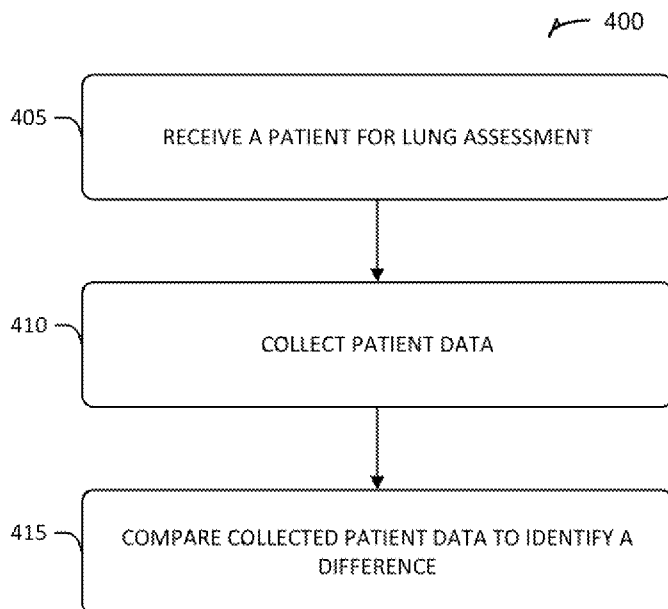 400
405
RECEIVE A PATIENT FOR LUNG ASSESSMENT
410
COLLECT PATIENT DATA
415
COMPARE COLLECTED PATIENT DATA TO IDENTIFY A
DIFFERENCE